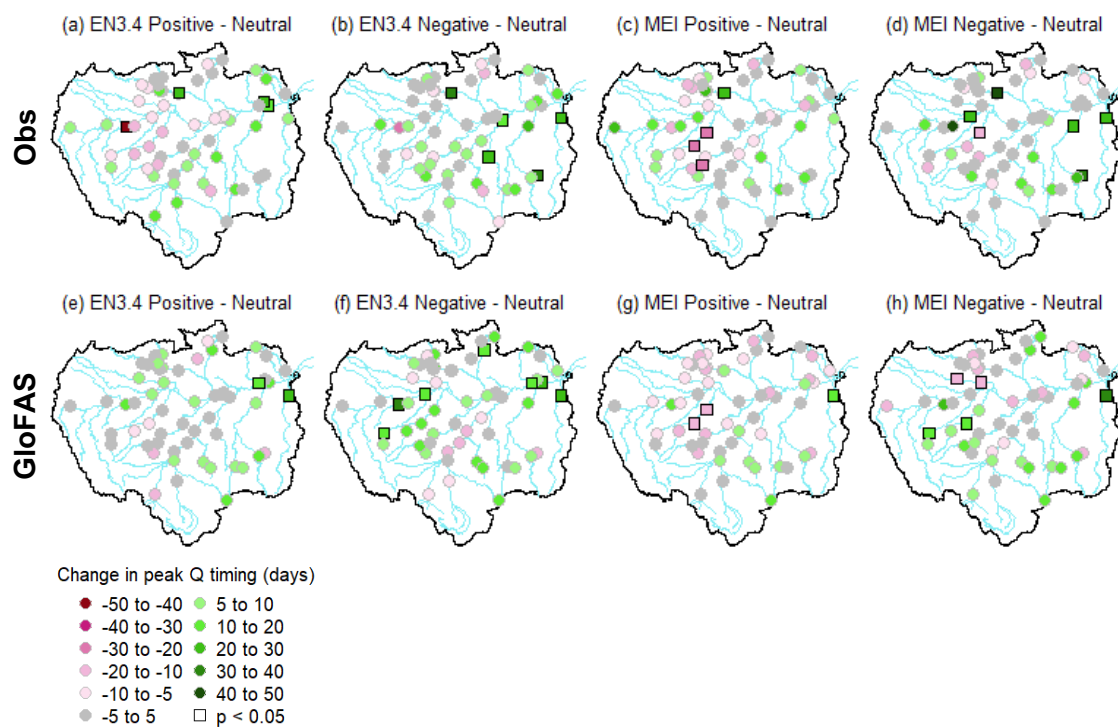 (a) EN3.4 Positive - Neutral
(b) EN3.4 Negative - Neutral
(c) MEI Positive - Neutral
(d) MEI Negative - Neutral
Obs
(e) EN3.4 Positive - Neutral
(f) EN3.4 Negative - Neutral
(g) MEI Positive - Neutral
(h) MEI Negative - Neutral
GloFAS
Change in peak Q timing (days)
-50 to -40
-40 to -30
-30 to -20
-20 to -10
-10 to -5
-5 to 5
5 to 10
10 to 20
20 to 30
30 to 40
40 to 50
p < 0.05